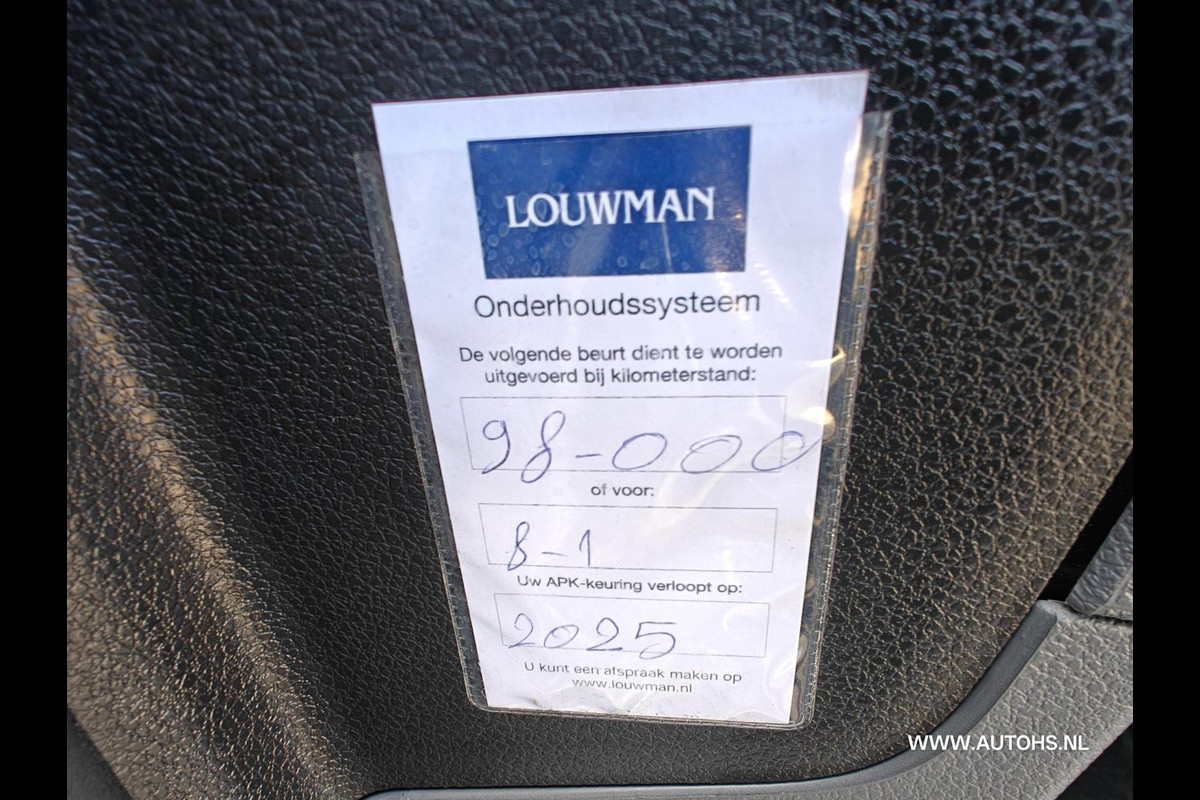 LOUWMAN
Onderhoudssysteem
De volgende beurt dient te worden
uitgevoerd bij kilometerstand:
98-000
of voor:
8-1
Uw APK-keuring verloopt op:
2025
U kunt een afspraak maken op
www.louwman.nl
WWW.AUTOHS.NL